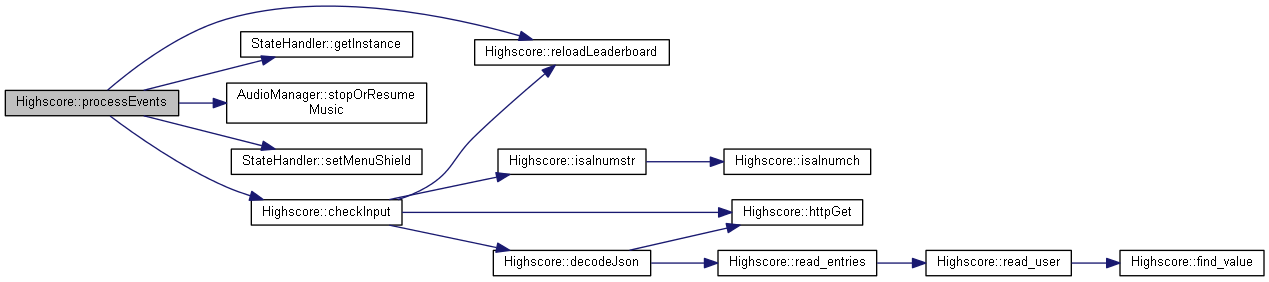 Highscore::processEvents
StateHandler::getInstance
AudioManager::stopOrResume
Music
StateHandler::setMenuShield
Highscore::checkInput
Highscore::reloadLeaderboard
Highscore::isalnumstr
Highscore::isalnumch
Highscore::httpGet
Highscore::decodeJson
Highscore::read_entries
Highscore::read_user
Highscore::find_value